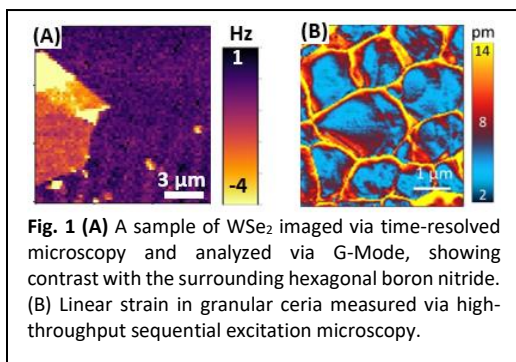 (A)
Hz
1
-4
3 μm
(B)
pm
14
8
2
1 μm
Fig. 1 (A) A sample of WSe₂ imaged via time-resolved
microscopy and analyzed via G-Mode, showing
contrast with the surrounding hexagonal boron nitride.
(B) Linear strain in granular ceria measured via high-
throughput sequential excitation microscopy.